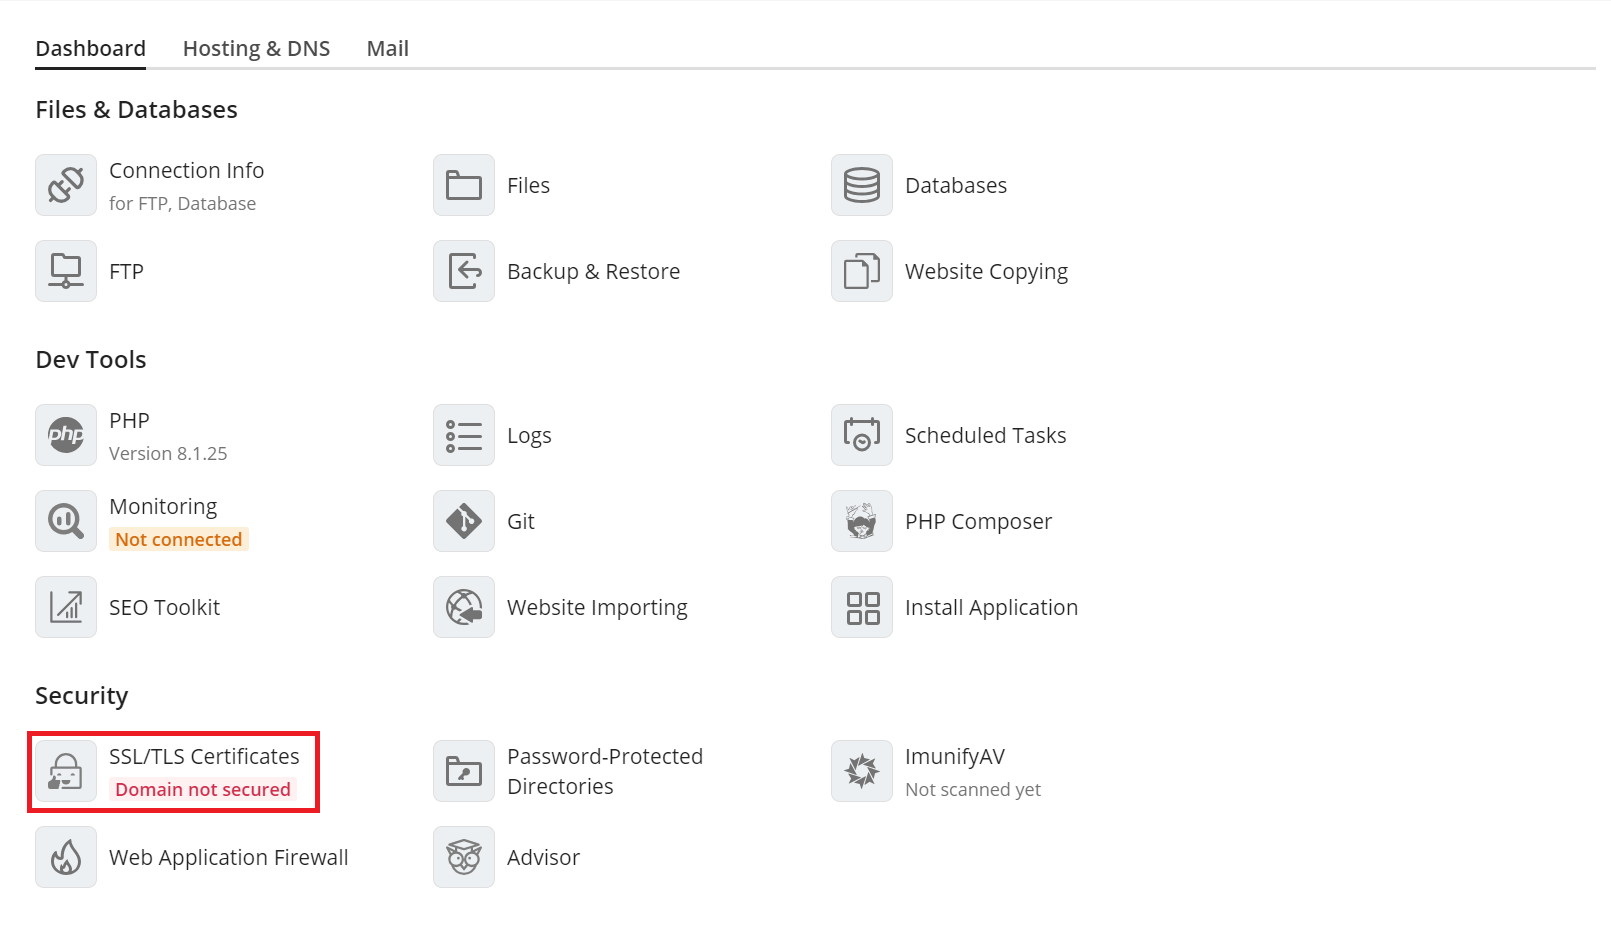 Dashboard Hosting & DNS Mail
Files & Databases
Connection Info
for FTP, Database
Files
Databases
FTP
Backup & Restore
Website Copying
Dev Tools
php
PHP
Version 8.1.25
Logs
Scheduled Tasks
Monitoring
Not connected
Git
PHP Composer
SEO Toolkit
Website Importing
Install Application
Security
SSL/TLS Certificates
Domain not secured
Password-Protected
Directories
ImunifyAV
Not scanned yet
Web Application Firewall
Advisor